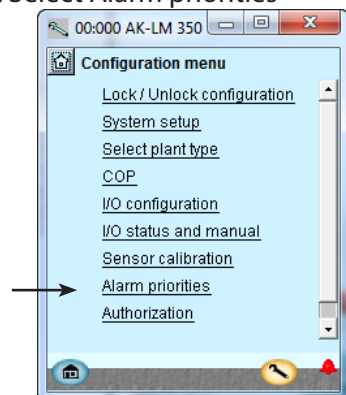 Select Alarm priorities
00:000 AK-LM 350
Configuration menu
Lock / Unlock configuration
System setup
Select plant type
COP
I/O configuration
I/O status and manual
Sensor calibration
Alarm priorities
Authorization